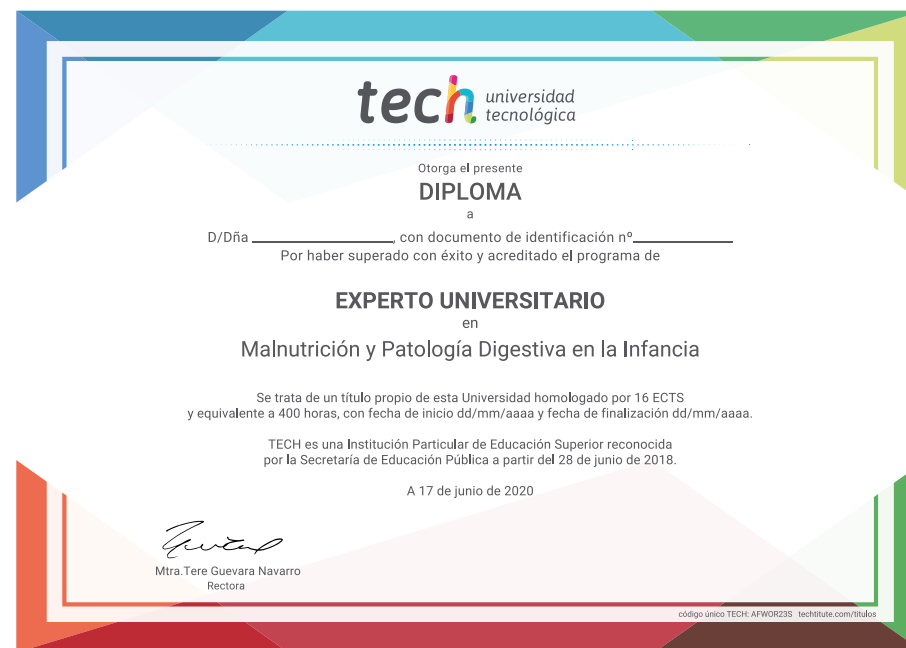 tech universidad
tecnológica
Otorga el presente
DIPLOMA
a
D/Dña ____________, con documento de identificación nº____________
Por haber superado con éxito y acreditado el programa de
EXPERTO UNIVERSITARIO
en
Malnutrición y Patología Digestiva en la Infancia
Se trata de un título propio de esta Universidad homologado por 16 ECTS
y equivalente a 400 horas, con fecha de inicio dd/mm/aaaa y fecha de finalización dd/mm/aaaa.
TECH es una Institución Particular de Educación Superior reconocida
por la Secretaría de Educación Pública a partir del 28 de junio de 2018.
A 17 de junio de 2020
Mtra.Tere Guevara Navarro
Rectora
código único TECH: AFWOR23S techtitute.com/titulos